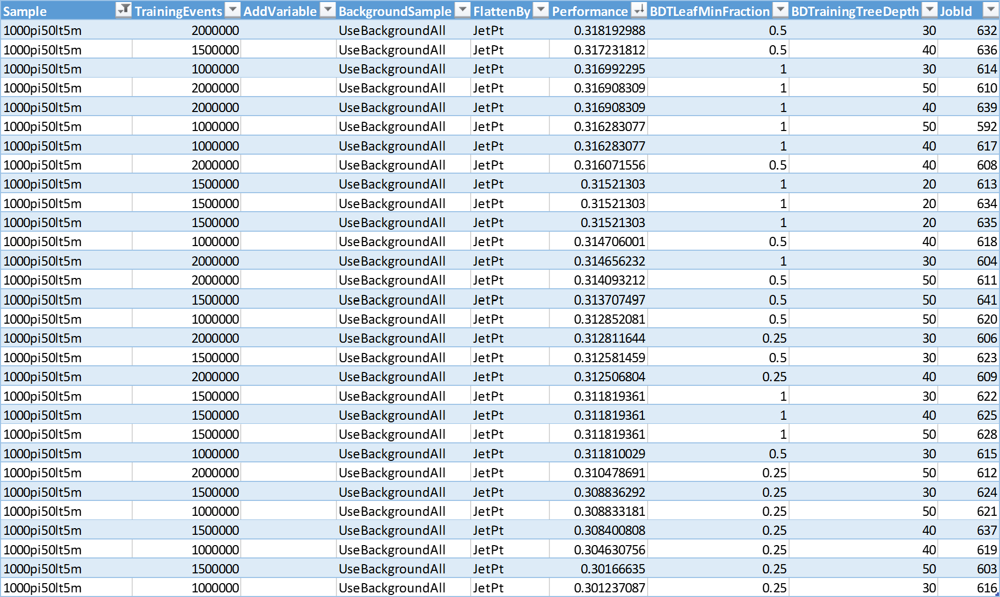 Sample TrainingEvents AddVariable BackgroundSample FlattenBy Performance BDTLeafMinFraction BDTrainingTreeDepth JobId
1000pi50lt5m 2000000 UseBackgroundAll JetPt 0.318192988 0.5 30 632
1000pi50lt5m 1500000 UseBackgroundAll JetPt 0.317231812 0.5 40 636
1000pi50lt5m 1000000 UseBackgroundAll JetPt 0.316992295 1 30 614
1000pi50lt5m 2000000 UseBackgroundAll JetPt 0.316908309 1 50 610
1000pi50lt5m 2000000 UseBackgroundAll JetPt 0.316908309 1 40 639
1000pi50lt5m 1000000 UseBackgroundAll JetPt 0.316283077 1 50 592
1000pi50lt5m 1000000 UseBackgroundAll JetPt 0.316283077 1 40 617
1000pi50lt5m 2000000 UseBackgroundAll JetPt 0.316071556 0.5 40 608
1000pi50lt5m 1500000 UseBackgroundAll JetPt 0.31521303 1 20 613
1000pi50lt5m 1500000 UseBackgroundAll JetPt 0.31521303 1 20 634
1000pi50lt5m 1500000 UseBackgroundAll JetPt 0.31521303 1 20 635
1000pi50lt5m 1000000 UseBackgroundAll JetPt 0.314706001 0.5 40 618
1000pi50lt5m 2000000 UseBackgroundAll JetPt 0.314656232 1 30 604
1000pi50lt5m 2000000 UseBackgroundAll JetPt 0.314093212 0.5 50 611
1000pi50lt5m 1500000 UseBackgroundAll JetPt 0.313707497 0.5 50 641
1000pi50lt5m 1000000 UseBackgroundAll JetPt 0.312852081 0.5 50 620
1000pi50lt5m 2000000 UseBackgroundAll JetPt 0.312811644 0.25 30 606
1000pi50lt5m 1500000 UseBackgroundAll JetPt 0.312581459 0.5 30 623
1000pi50lt5m 2000000 UseBackgroundAll JetPt 0.312506804 0.25 40 609
1000pi50lt5m 1500000 UseBackgroundAll JetPt 0.311819361 1 30 622
1000pi50lt5m 1500000 UseBackgroundAll JetPt 0.311819361 1 40 625
1000pi50lt5m 1500000 UseBackgroundAll JetPt 0.311819361 1 50 628
1000pi50lt5m 1000000 UseBackgroundAll JetPt 0.311810029 0.5 30 615
1000pi50lt5m 2000000 UseBackgroundAll JetPt 0.310478691 0.25 50 612
1000pi50lt5m 1500000 UseBackgroundAll JetPt 0.308836292 0.25 30 624
1000pi50lt5m 1000000 UseBackgroundAll JetPt 0.308833181 0.25 50 621
1000pi50lt5m 1500000 UseBackgroundAll JetPt 0.308400808 0.25 40 637
1000pi50lt5m 1000000 UseBackgroundAll JetPt 0.304630756 0.25 40 619
1000pi50lt5m 1500000 UseBackgroundAll JetPt 0.30166635 0.25 50 603
1000pi50lt5m 1000000 UseBackgroundAll JetPt 0.301237087 0.25 30 616